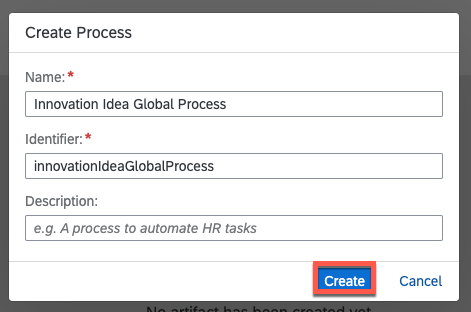 Create Process
Name: *
Innovation Idea Global Process
Identifier: *
innovationIdeaGlobalProcess
Description:
e.g. A process to automate HR tasks
Create Cancel
No artifact has been created yet